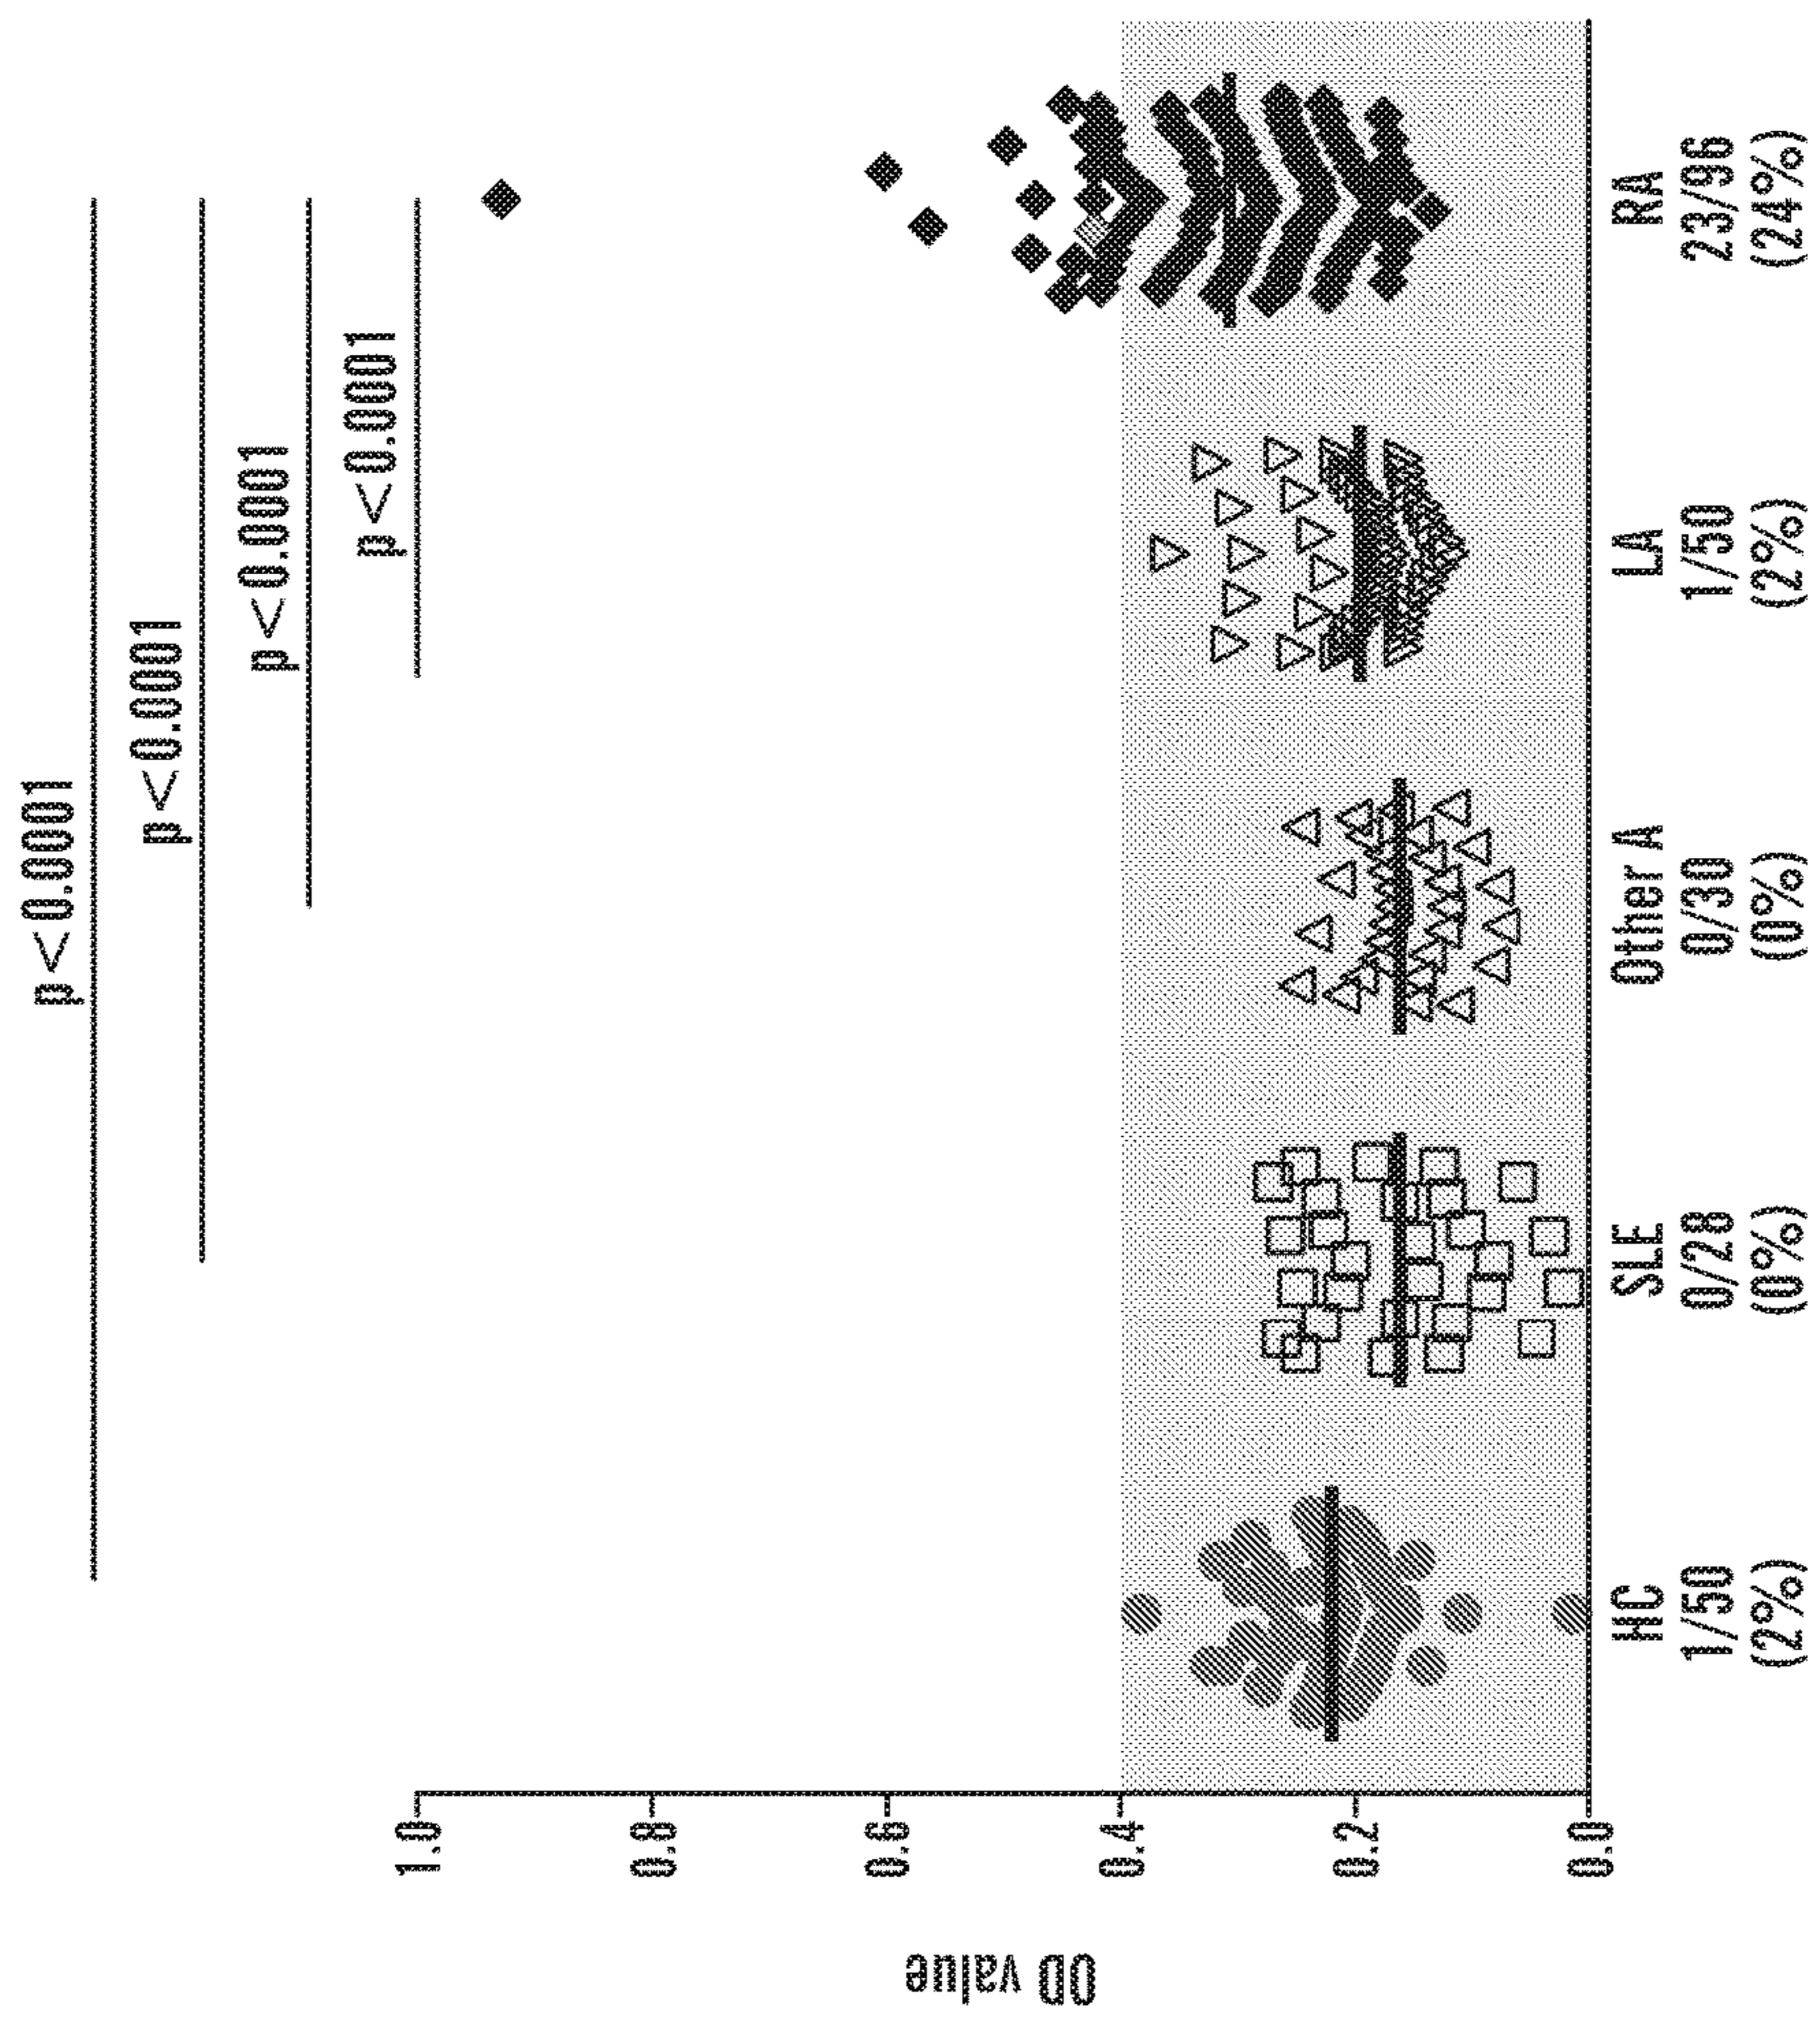 p<0.0001
p<0.0001
p<0.0001
p<0.0001
OD value
1.0
0.8
0.6
0.4
0.2
0.0
HC
1/50
(2%)
SLE
0/28
(0%)
Other A
0/30
(0%)
LA
1/50
(2%)
RA
23/96
(24%)